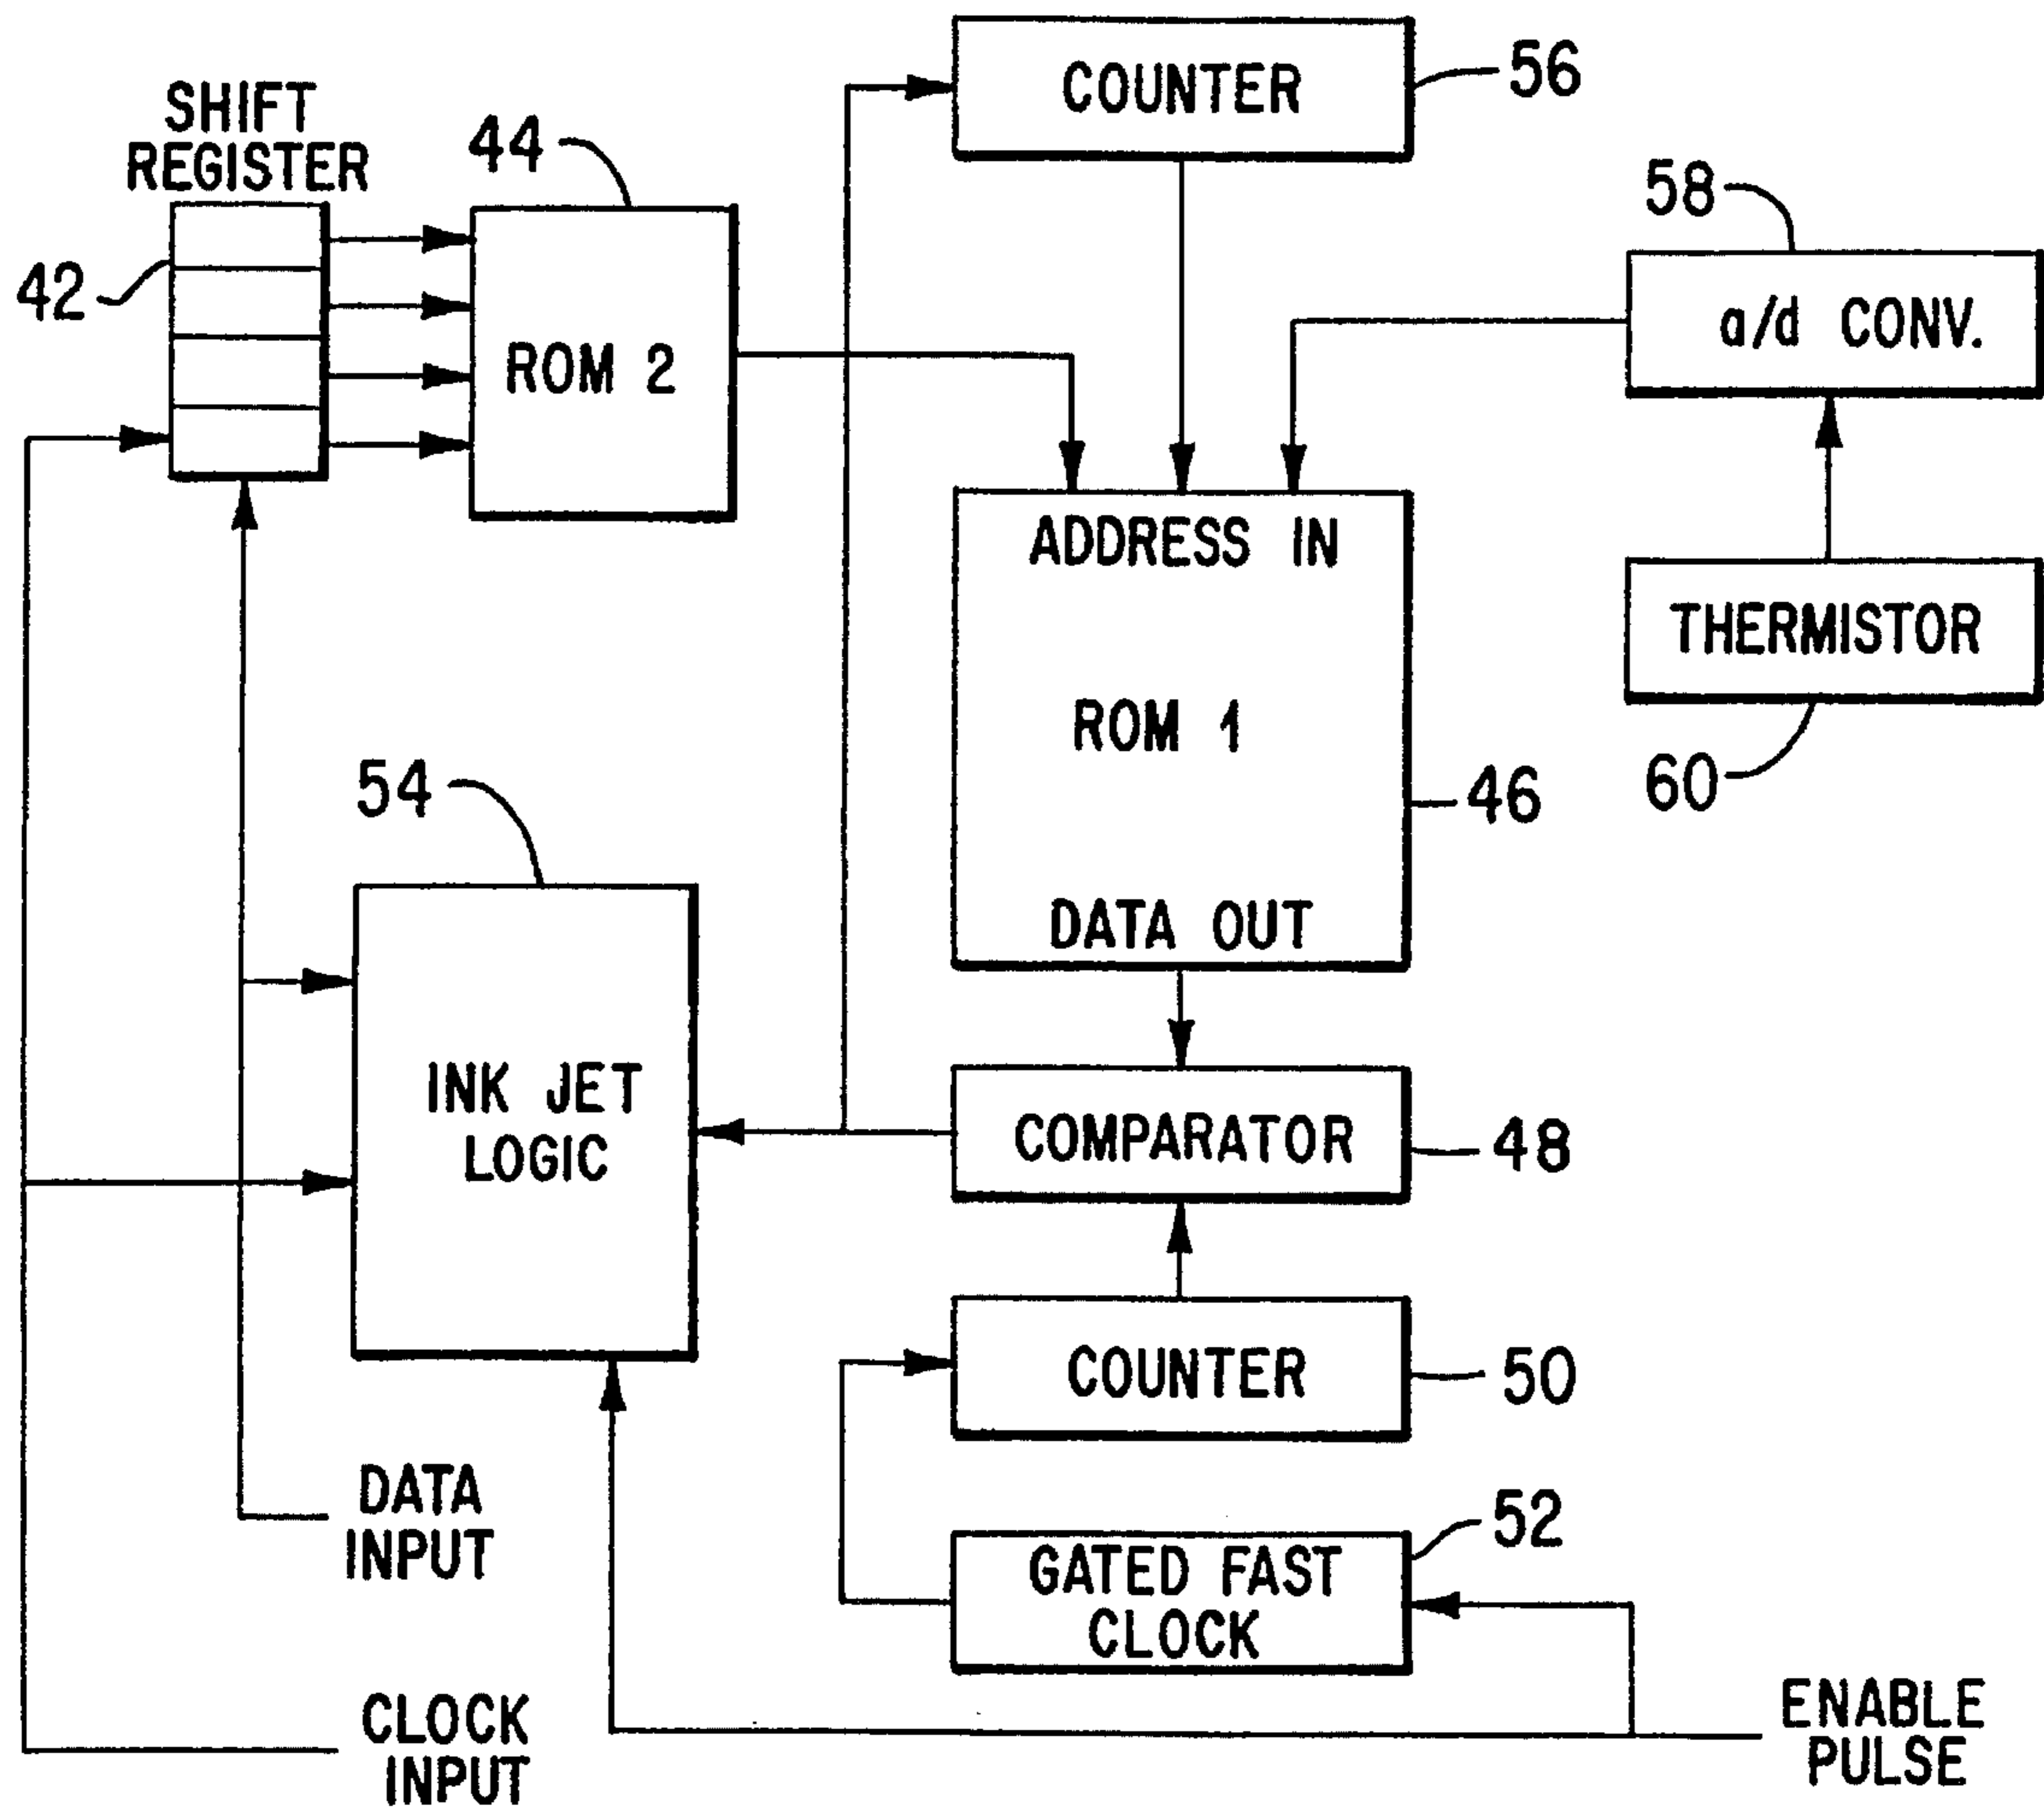 COUNTER
56
SHIFT
REGISTER
44
58
42
ROM 2
a/d CONV.
ADDRESS IN
THERMISTOR
ROM 1
60
46
54
DATA OUT
INK JET
LOGIC
COMPARATOR
48
COUNTER
50
DATA
INPUT
52
GATED FAST
CLOCK
CLOCK
INPUT
ENABLE
PULSE